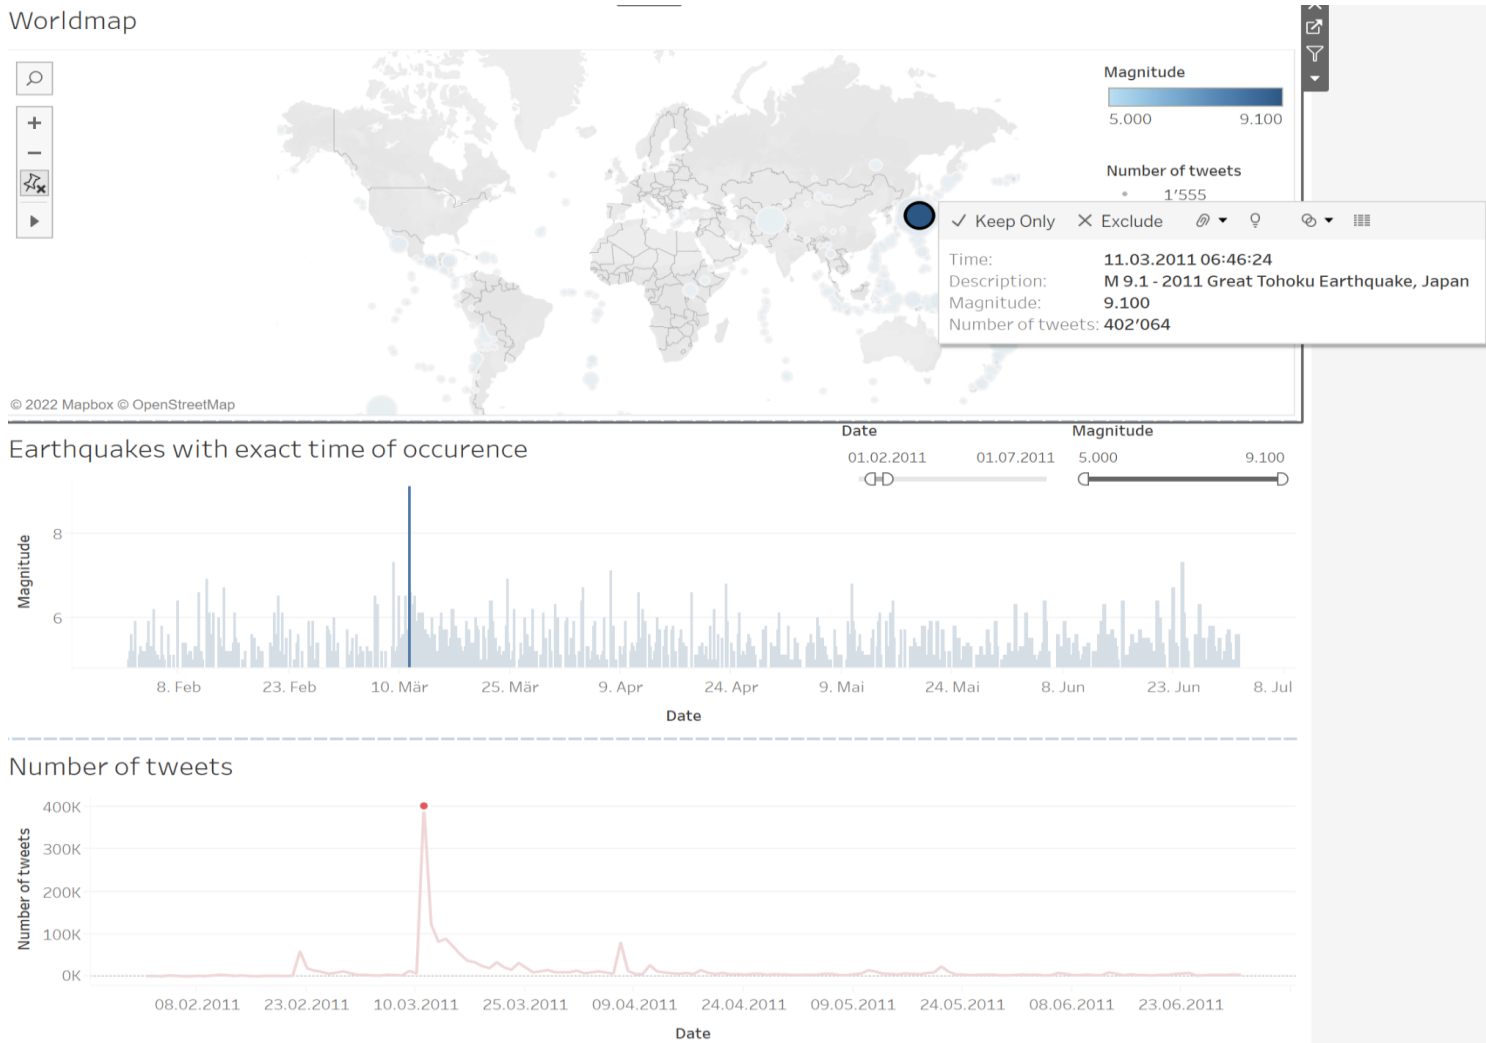 Worldmap
Magnitude
5.000 9.100
Number of tweets
1’555
Keep Only Exclude
Time: 11.03.2011 06:46:24
Description: M 9.1 - 2011 Great Tohoku Earthquake, Japan
Magnitude: 9.100
Number of tweets: 402’064
© 2022 Mapbox © OpenStreetMap
Earthquakes with exact time of occurence
Date
01.02.2011 01.07.2011
Magnitude
5.000 9.100
Magnitude
8
6
8. Feb 23. Feb 10. Mär 25. Mär 9. Apr 24. Apr 9. Mai 24. Mai 8. Jun 23. Jun 8. Jul
Date
Number of tweets
Number of tweets
400K
300K
200K
100K
0K
08.02.2011 23.02.2011 10.03.2011 25.03.2011 09.04.2011 24.04.2011 09.05.2011 24.05.2011 08.06.2011 23.06.2011
Date